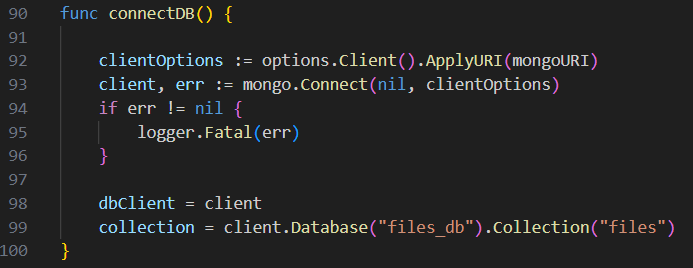 90 func connectDB() {
91
92 clientOptions := options.Client().ApplyURI(mongoURI)
93 client, err := mongo.Connect(nil, clientOptions)
94 if err != nil {
95 logger.Fatal(err)
96 }
97
98 dbClient = client
99 collection = client.Database("files_db").Collection("files")
100 }